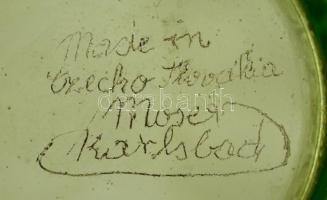 Made in
Czecho Slovakia
Moser
Karlsbad